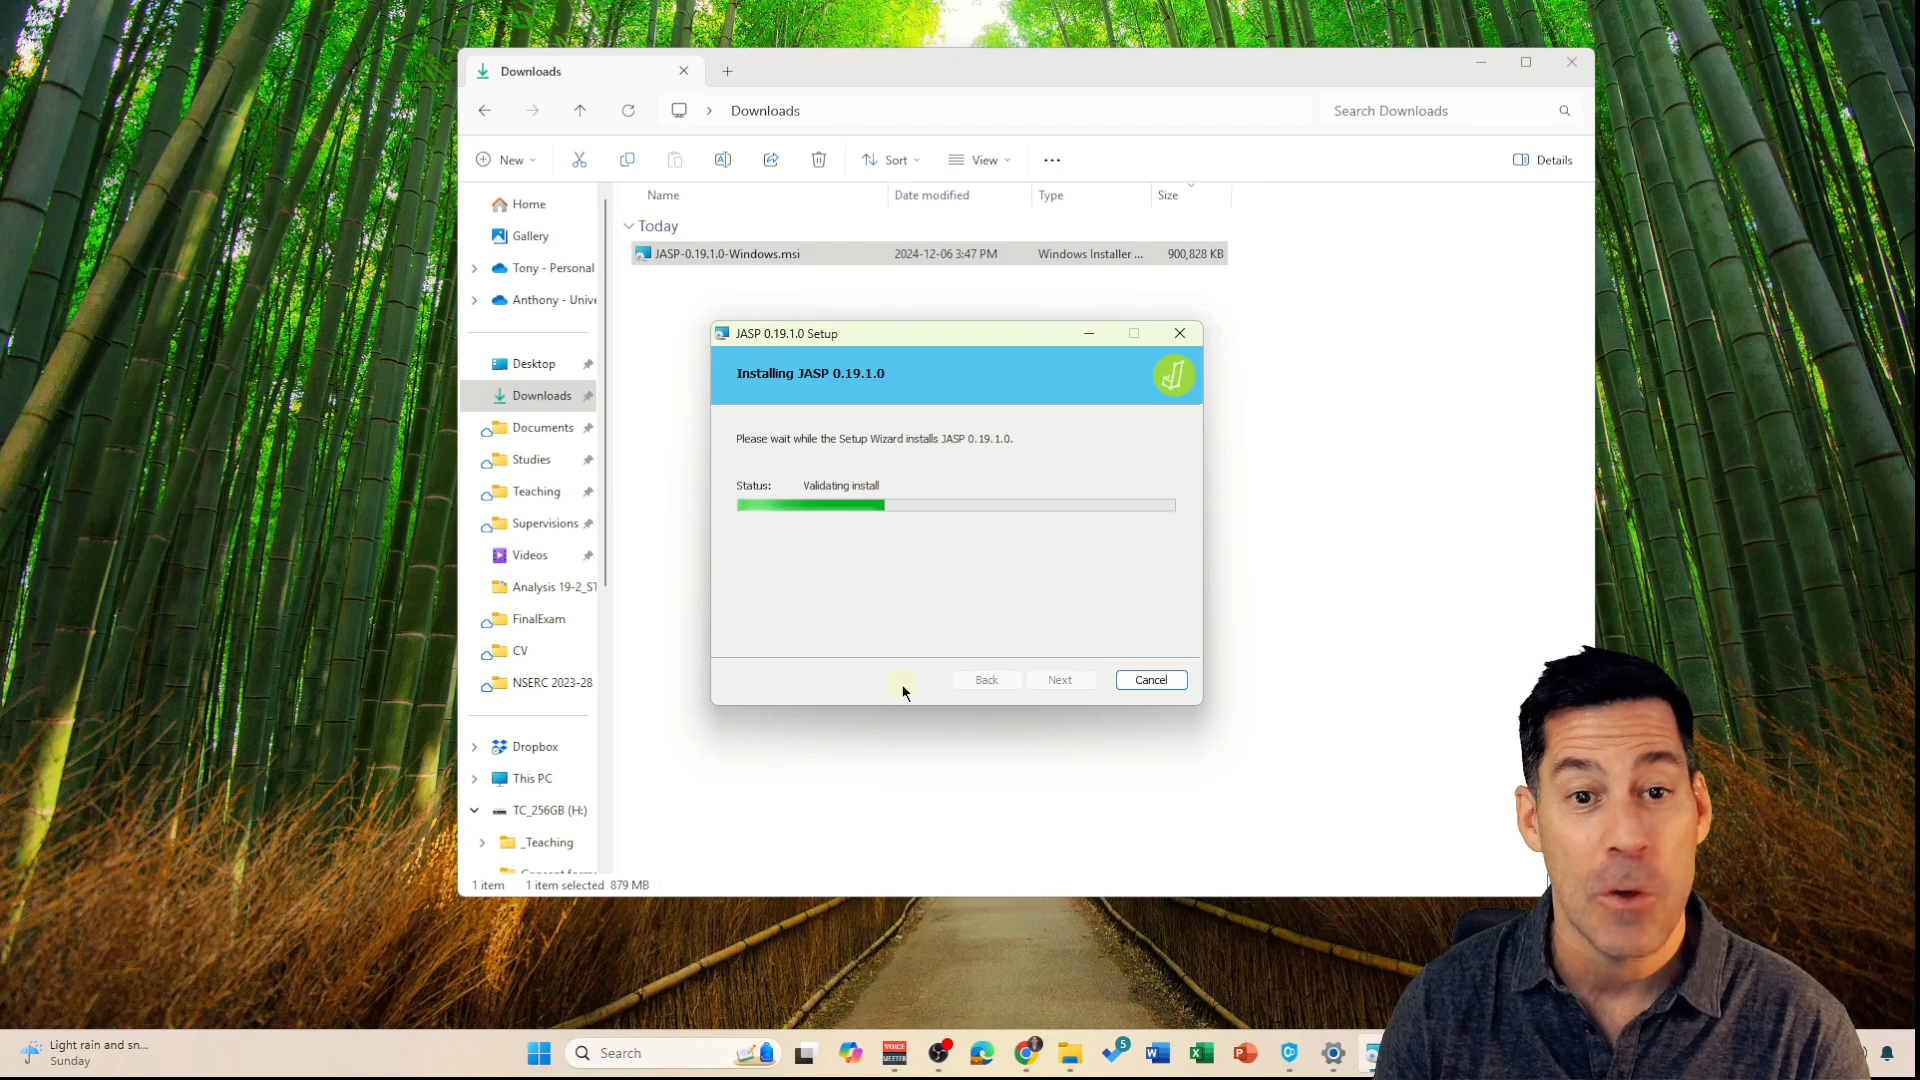 Downloads
Downloads
Search Downloads
New
Sort
View
Details
Name
Date modified
Type
Size
Home
Today
Gallery
JASP-0.19.1.0-Windows.msi
2024-12-06 3:47 PM
Windows Installer ...
900,828 KB
Tony - Personal
Anthony - Unive
JASP 0.19.1.0 Setup
Installing JASP 0.19.1.0
Please wait while the Setup Wizard installs JASP 0.19.1.0.
Status:
Validating install
Back
Next
Cancel
Desktop
Downloads
Documents
Studies
Teaching
Supervisions
Videos
Analysis 19-2_ST
FinalExam
CV
NSERC 2023-28
Dropbox
This PC
TC_256GB (H:)
_Teaching
1 item
1 item selected
879 MB
Light rain and sn...
Sunday
Search
VOICE
MEETER
5